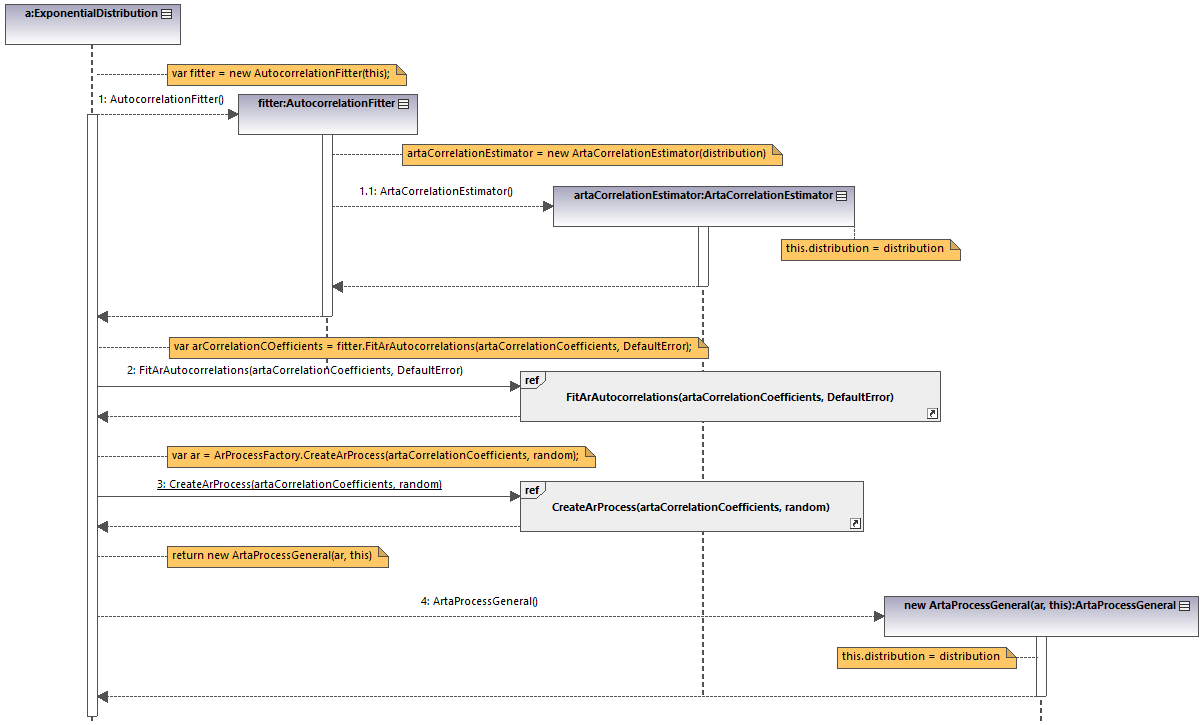 a:ExponentialDistribution
var fitter = new AutocorrelationFitter(this);
1: AutocorrelationFitter()
fitter:AutocorrelationFitter
artaCorrelationEstimator = new ArtaCorrelationEstimator(distribution)
1.1: ArtaCorrelationEstimator()
artaCorrelationEstimator:ArtaCorrelationEstimator
this.distribution = distribution
var arCorrelationCOefficients = fitter.FitArAutocorrelations(artaCorrelationCoefficients, DefaultError);
2: FitArAutocorrelations(artaCorrelationCoefficients, DefaultError)
ref
FitArAutocorrelations(artaCorrelationCoefficients, DefaultError)
var ar = ArProcessFactory.CreateArProcess(artaCorrelationCoefficients, random);
3: CreateArProcess(artaCorrelationCoefficients, random)
ref
CreateArProcess(artaCorrelationCoefficients, random)
return new ArtaProcessGeneral(ar, this)
4: ArtaProcessGeneral()
new ArtaProcessGeneral(ar, this):ArtaProcessGeneral
this.distribution = distribution